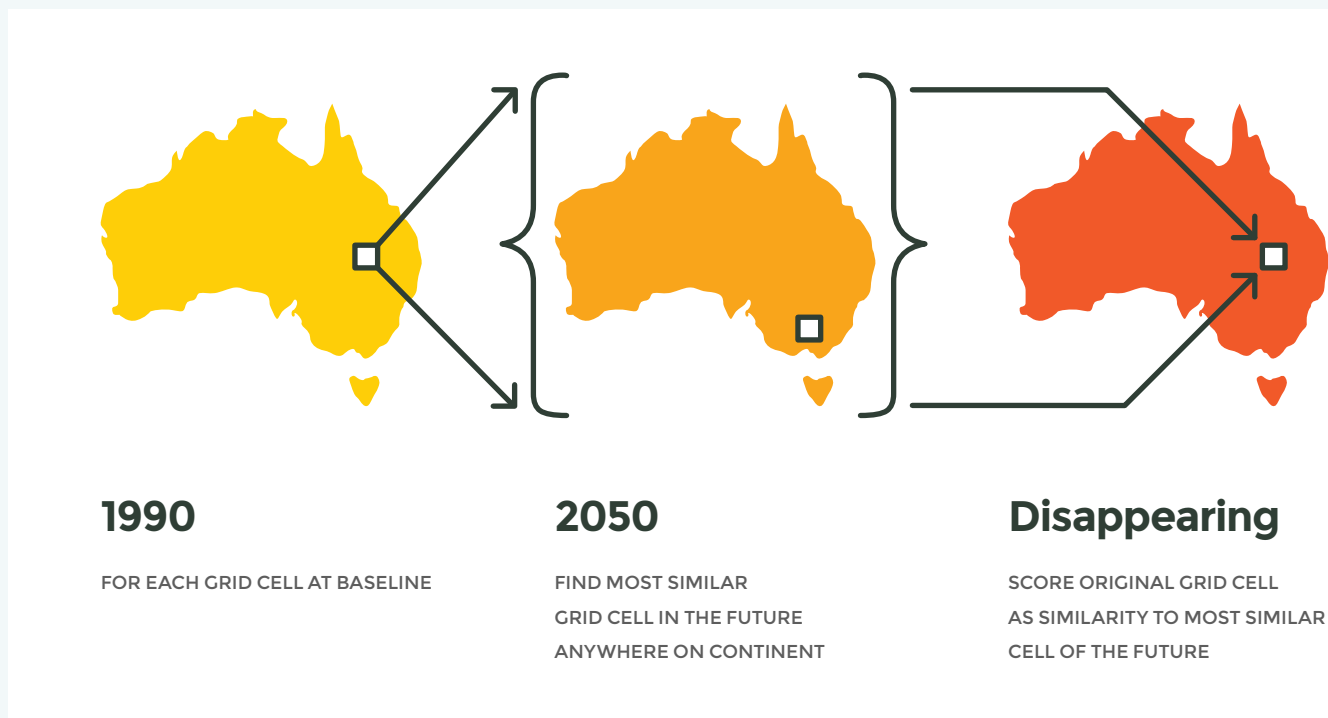 1990
FOR EACH GRID CELL AT BASELINE
2050
FIND MOST SIMILAR
GRID CELL IN THE FUTURE
ANYWHERE ON CONTINENT
Disappearing
SCORE ORIGINAL GRID CELL
AS SIMILARITY TO MOST SIMILAR
CELL OF THE FUTURE